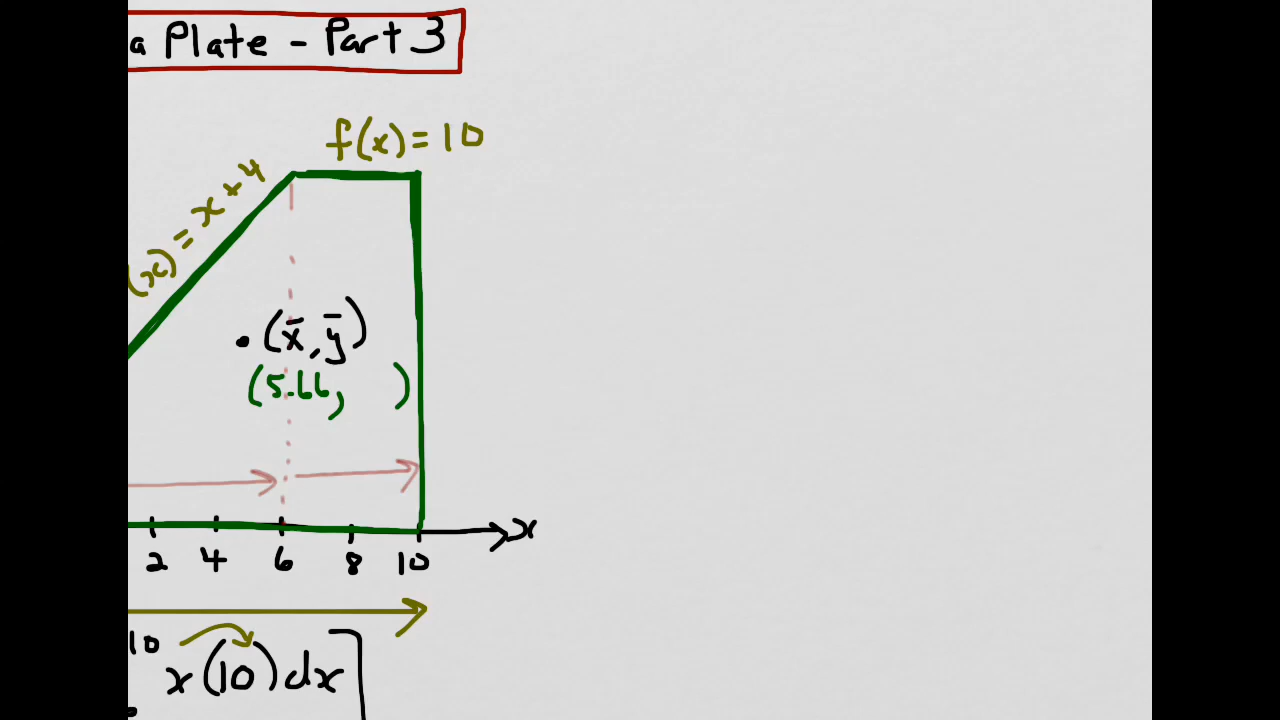 a Plate - Part 3
f(x) = 10
(x) = x + 4
. (x̄, ȳ)
(5.66,   )
x
2 4 6 8 10
10
x(10)dx]